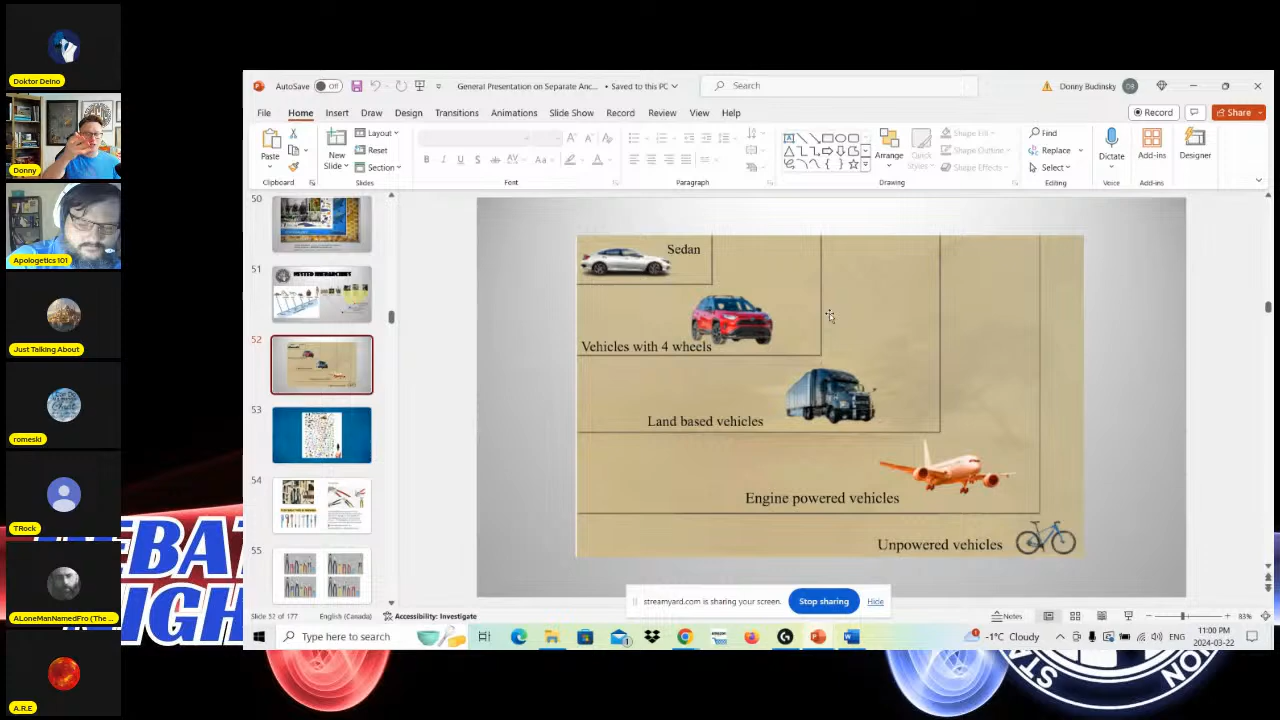 Doktor Deino
Donny
Apologetics 101
Just Talking About
romeski
TRock
ALoneManNamedFro (The ...
A.R.E
AutoSave Off
General Presentation on Separate Anc... • Saved to this PC
Search
Donny Budinsky DB
File Home Insert Draw Design Transitions Animations Slide Show Record Review View Help
Record
Share
Paste
New Slide
Layout
Reset
Section
Arrange
Quick Styles
Shape Fill
Shape Outline
Shape Effects
Find
Replace
Select
Dictate
Add-ins
Designer
Clipboard Slides Font Paragraph Drawing Editing Voice Add-ins
50
51
NESTED HIERARCHIES
52
53
54
55
Sedan
Vehicles with 4 wheels
Land based vehicles
Engine powered vehicles
Unpowered vehicles
streamyard.com is sharing your screen. Stop sharing Hide
Slide 52 of 177 English (Canada) Accessibility: Investigate Notes 83%
Type here to search
-1°C Cloudy
ENG
11:00 PM
2024-03-22